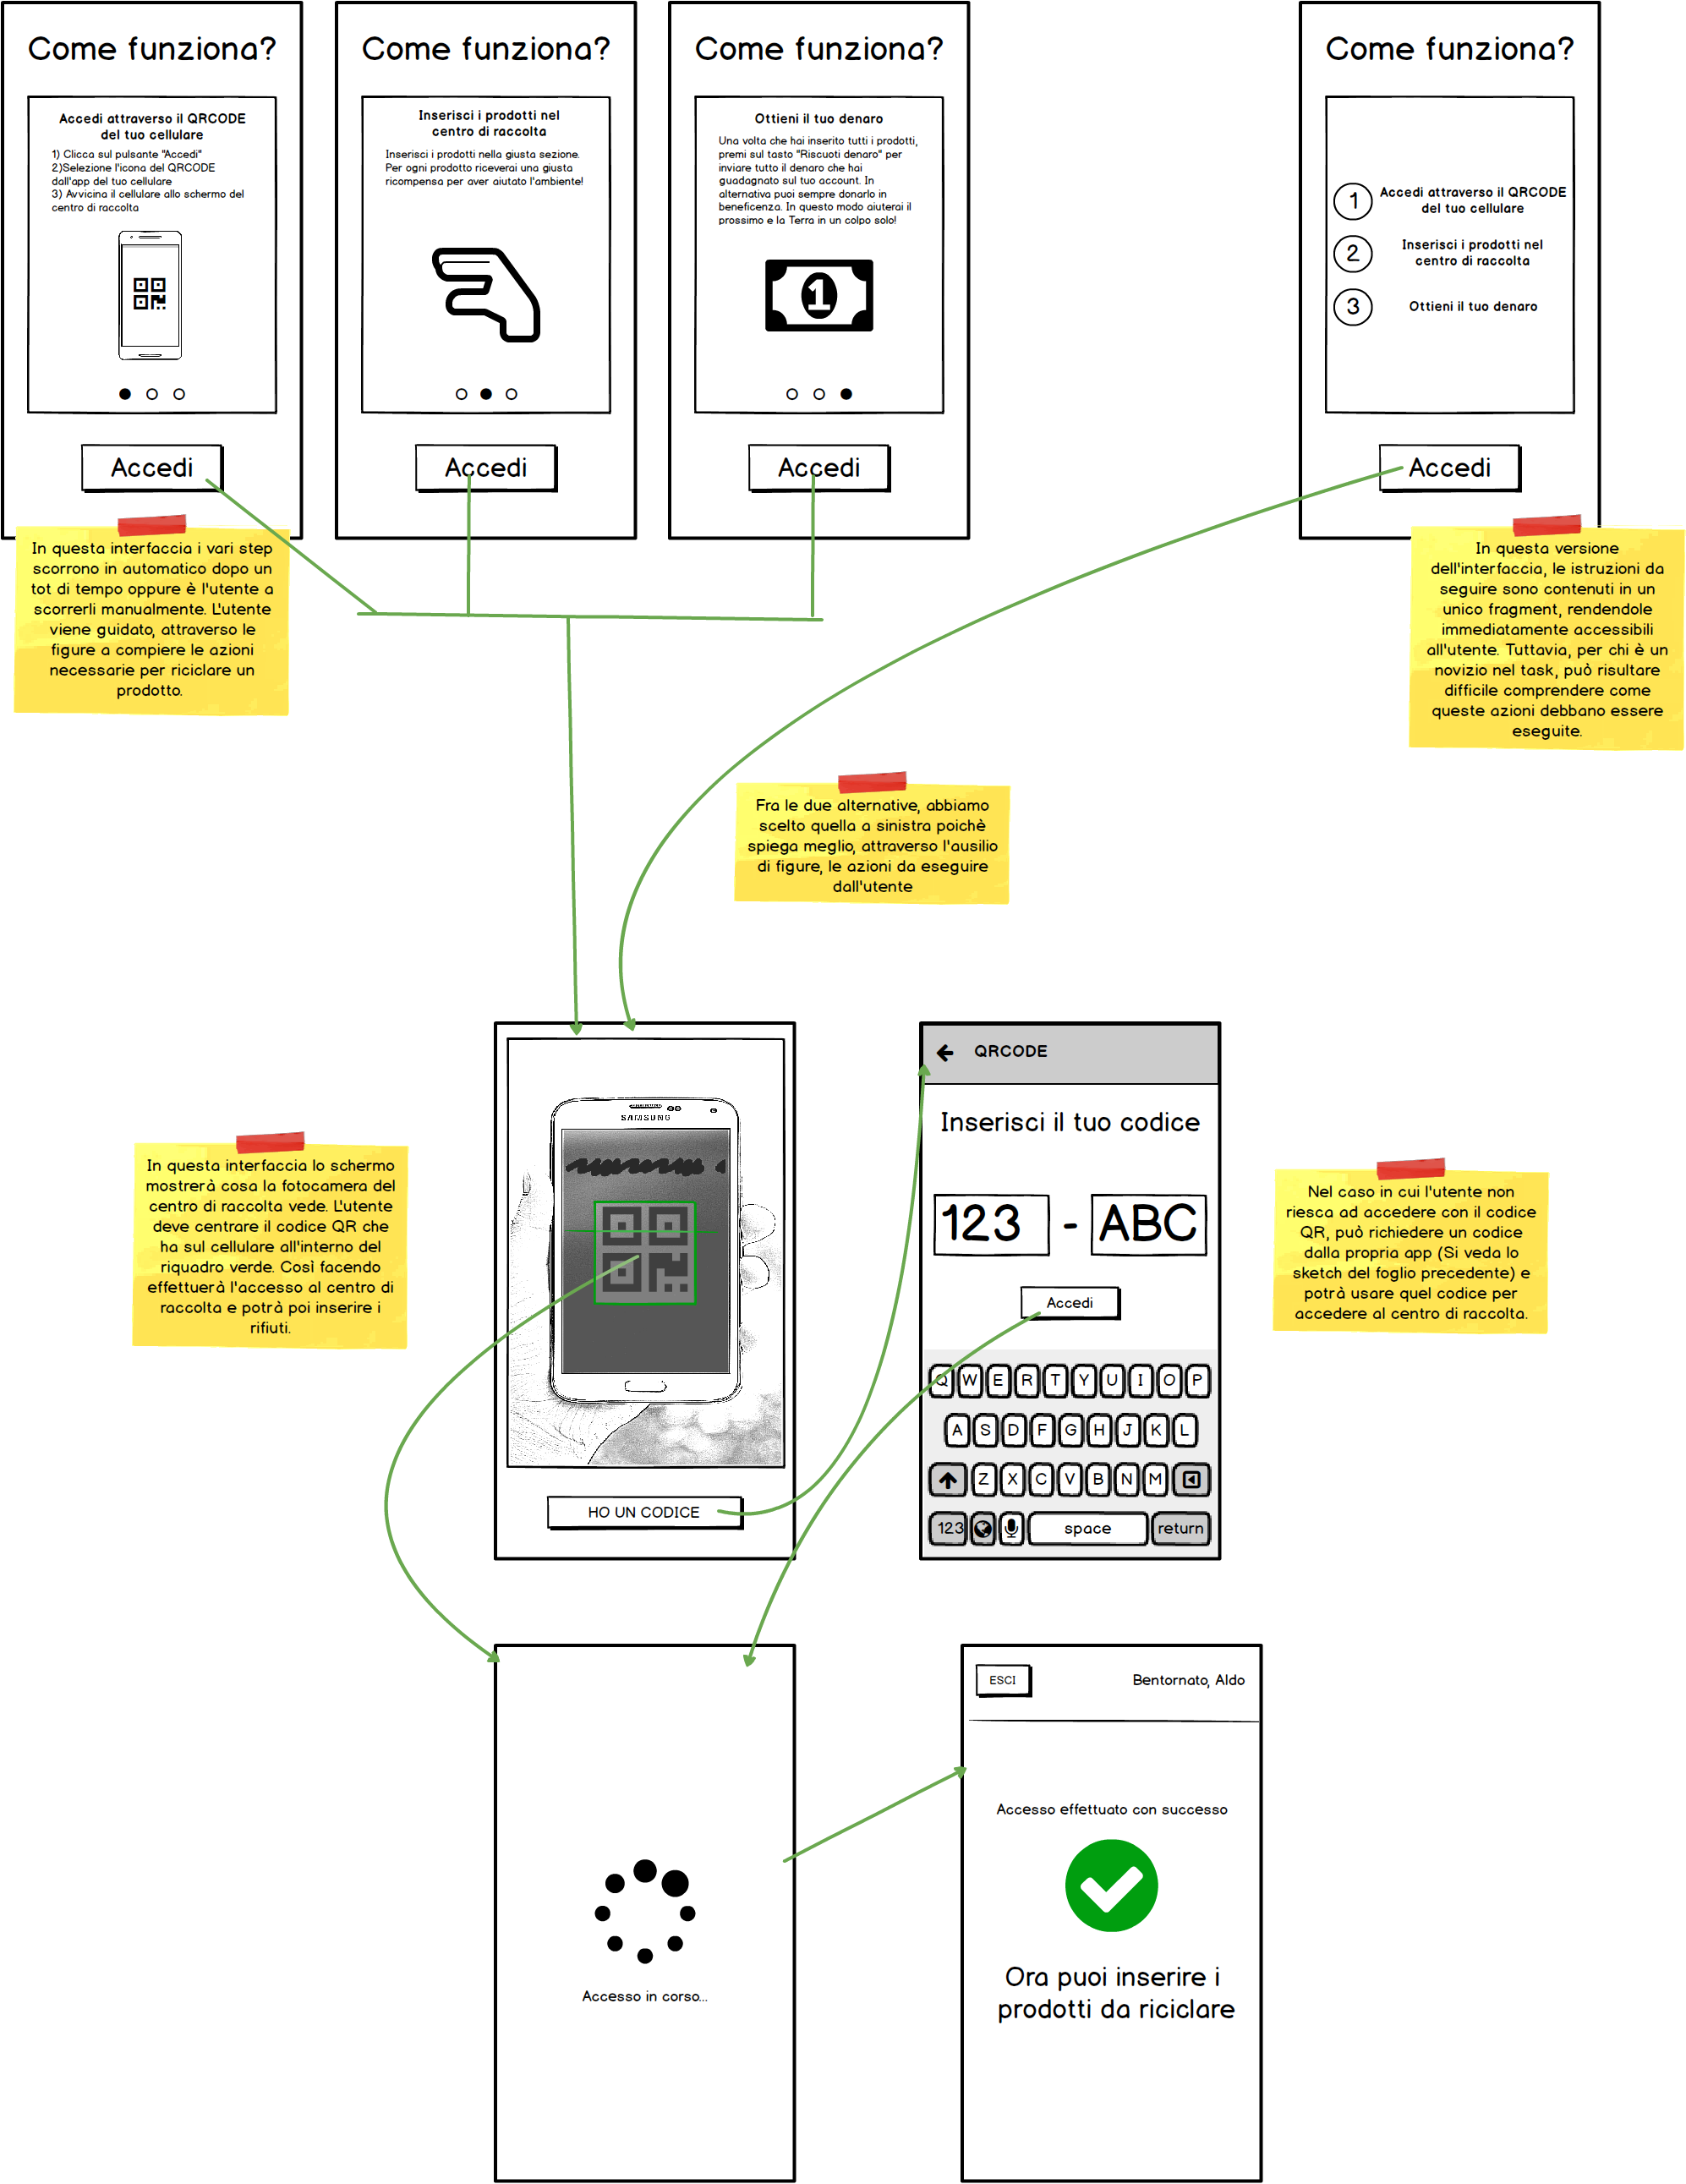 Come funziona?
Accedi attraverso il QRCODE
del tuo cellulare
1) Clicca sul pulsante "Accedi"
2)Selezione l'icona del QRCODE
dall'app del tuo cellulare
3) Avvicina il cellulare allo schermo del
centro di raccolta
Accedi
Come funziona?
Inserisci i prodotti nel
centro di raccolta
Inserisci i prodotti nella giusta sezione.
Per ogni prodotto riceverai una giusta
ricompensa per aver aiutato l'ambiente!
Accedi
Come funziona?
Ottieni il tuo denaro
Una volta che hai inserito tutti i prodotti,
premi sul tasto "Riscuoti denaro" per
inviare tutto il denaro che hai
guadagnato sul tuo account. In
alternativa puoi sempre donarlo in
beneficenza. In questo modo aiuterai il
prossimo e la Terra in un colpo solo!
1
Accedi
Come funziona?
1 Accedi attraverso il QRCODE
del tuo cellulare
2 Inserisci i prodotti nel
centro di raccolta
3 Ottieni il tuo denaro
Accedi
In questa interfaccia i vari step
scorrono in automatico dopo un
tot di tempo oppure è l'utente a
scorrerli manualmente. L'utente
viene guidato, attraverso le
figure a compiere le azioni
necessarie per riciclare un
prodotto.
In questa versione
dell'interfaccia, le istruzioni da
seguire sono contenuti in un
unico fragment, rendendole
immediatamente accessibili
all'utente. Tuttavia, per chi è un
novizio nel task, può risultare
difficile comprendere come
queste azioni debbano essere
eseguite.
Fra le due alternative, abbiamo
scelto quella a sinistra poichè
spiega meglio, attraverso l'ausilio
di figure, le azioni da eseguire
dall'utente
In questa interfaccia lo schermo
mostrerà cosa la fotocamera del
centro di raccolta vede. L'utente
deve centrare il codice QR che
ha sul cellulare all'interno del
riquadro verde. Così facendo
effettuerà l'accesso al centro di
raccolta e potrà poi inserire i
rifiuti.
SAMSUNG
HO UN CODICE
QRCODE
Inserisci il tuo codice
123 - ABC
Accedi
Q W E R T Y U I O P
A S D F G H J K L
Z X C V B N M
123 space return
Nel caso in cui l'utente non
riesca ad accedere con il codice
QR, può richiedere un codice
dalla propria app (Si veda lo
sketch del foglio precedente) e
potrà usare quel codice per
accedere al centro di raccolta.
Accesso in corso...
ESCI
Bentornato, Aldo
Accesso effettuato con successo
Ora puoi inserire i
prodotti da riciclare